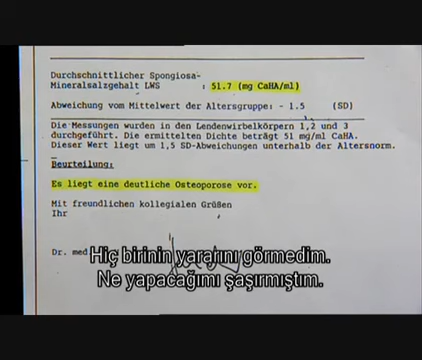 Durchschnittlicher Spongiosa-
Mineralsalzgehalt LWS : 51.7 (mg CaHA/ml)
Abweichung vom Mittelwert der Altersgruppe: - 1.5 (SD)
Die Messungen wurden in den Lendenwirbelkörpern 1,2 und 3
durchgeführt. Die ermittelten Dichte beträgt 51 mg/ml CaHA.
Dieser Wert liegt um 1,5 SD-Abweichungen unterhalb der Altersnorm.
Beurteilung:
Es liegt eine deutliche Osteoporose vor.
Mit freundlichen kollegialen Grüßen
Ihr
Dr. med
Hiç birinin yararını görmedim.
Ne yapacağımı şaşırmıştım.